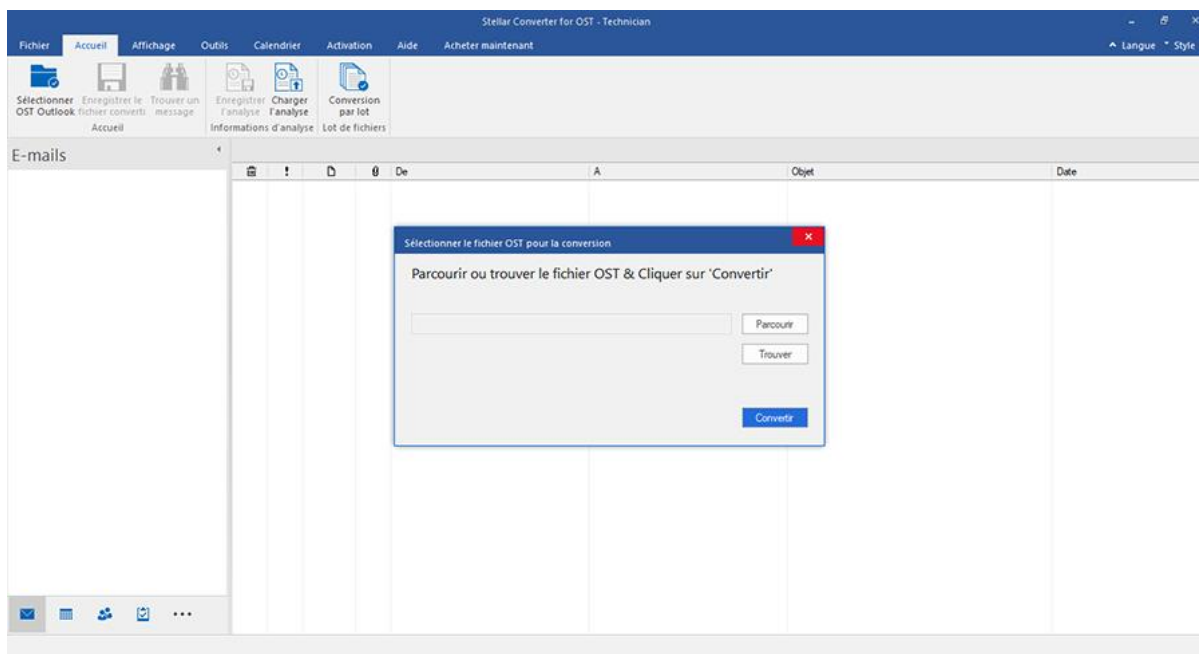 Stellar Converter for OST - Technician
Fichier Accueil Affichage Outils Calendrier Activation Aide Acheter maintenant Langue Style
Sélectionner OST Outlook
Enregistrer le fichier converti
Trouver un message
Enregistrer l'analyse
Charger l'analyse
Conversion par lot
Accueil
Informations d'analyse
Lot de fichiers
E-mails
De A Objet Date
Sélectionner le fichier OST pour la conversion
Parcourir ou trouver le fichier OST & Cliquer sur 'Convertir'
Parcourir
Trouver
Convertir